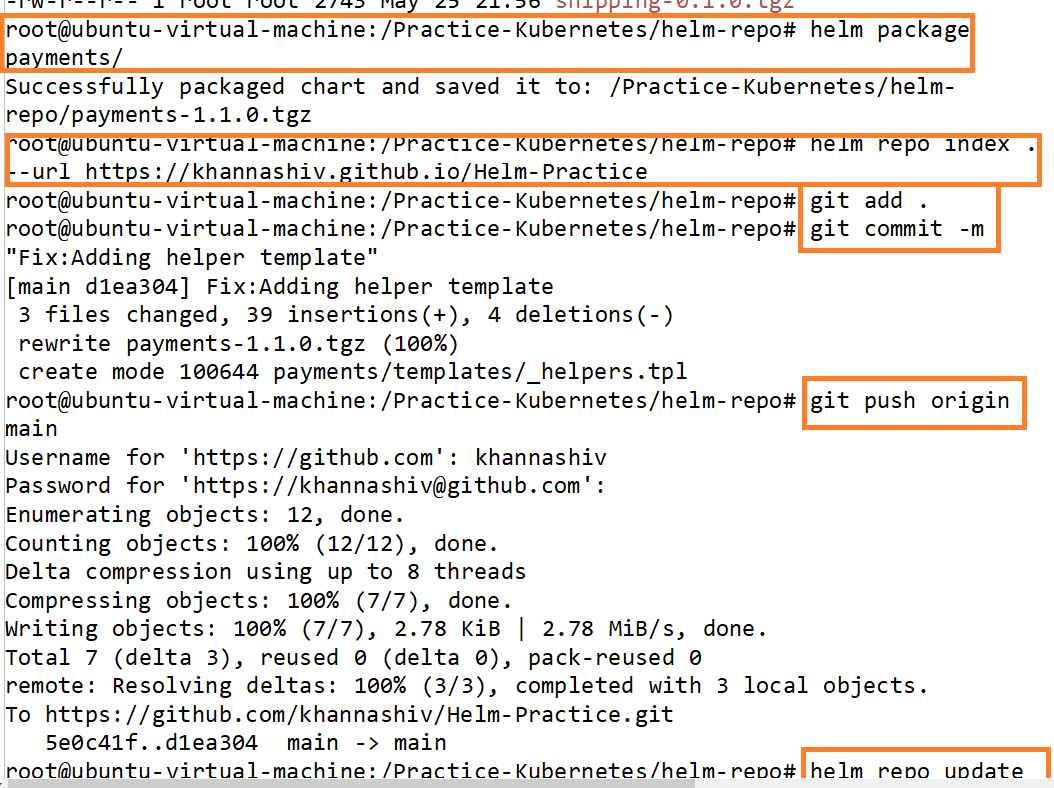 -rw-r--r-- 1 root root 2743 May 25 21:56 shipping-0.1.0.tgz
root@ubuntu-virtual-machine:/Practice-Kubernetes/helm-repo# helm package
payments/
Successfully packaged chart and saved it to: /Practice-Kubernetes/helm-
repo/payments-1.1.0.tgz
root@ubuntu-virtual-machine:/Practice-Kubernetes/helm-repo# helm repo index .
--url https://khannashiv.github.io/Helm-Practice
root@ubuntu-virtual-machine:/Practice-Kubernetes/helm-repo# git add .
root@ubuntu-virtual-machine:/Practice-Kubernetes/helm-repo# git commit -m
"Fix:Adding helper template"
[main d1ea304] Fix:Adding helper template
 3 files changed, 39 insertions(+), 4 deletions(-)
 rewrite payments-1.1.0.tgz (100%)
 create mode 100644 payments/templates/_helpers.tpl
root@ubuntu-virtual-machine:/Practice-Kubernetes/helm-repo# git push origin
main
Username for 'https://github.com': khannashiv
Password for 'https://khannashiv@github.com':
Enumerating objects: 12, done.
Counting objects: 100% (12/12), done.
Delta compression using up to 8 threads
Compressing objects: 100% (7/7), done.
Writing objects: 100% (7/7), 2.78 KiB | 2.78 MiB/s, done.
Total 7 (delta 3), reused 0 (delta 0), pack-reused 0
remote: Resolving deltas: 100% (3/3), completed with 3 local objects.
To https://github.com/khannashiv/Helm-Practice.git
   5e0c41f..d1ea304  main -> main
root@ubuntu-virtual-machine:/Practice-Kubernetes/helm-repo# helm repo update